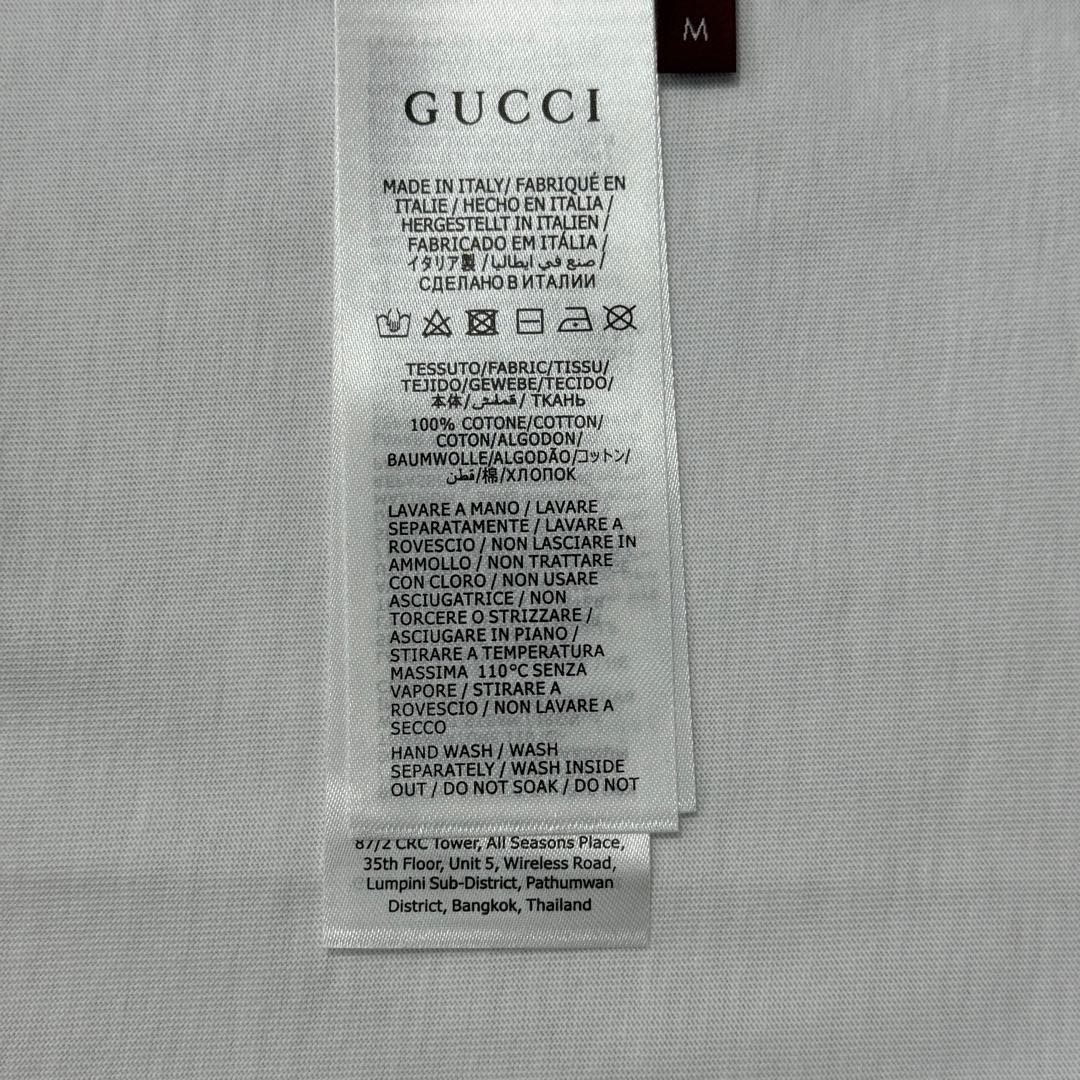 M
GUCCI
MADE IN ITALY/ FABRIQUÉ EN
ITALIE / HECHO EN ITALIA /
HERGESTELLT IN ITALIEN /
FABRICADO EM ITÁLIA /
イタリア製 /صنع في ايطاليا/
СДЕЛАНО В ИТАЛИИ
TESSUTO/FABRIC/TISSU/
TEJIDO/GEWEBE/TECIDO/
本体/قملش/ ТКАНЬ
100% COTONE/COTTON/
COTON/ALGODON/
BAUMWOLLE/ALGODÃO/コットン/
قطن/棉/ХЛОПОК
LAVARE A MANO / LAVARE
SEPARATAMENTE / LAVARE A
ROVESCIO / NON LASCIARE IN
AMMOLLO / NON TRATTARE
CON CLORO / NON USARE
ASCIUGATRICE / NON
TORCERE O STRIZZARE /
ASCIUGARE IN PIANO /
STIRARE A TEMPERATURA
MASSIMA 110°C SENZA
VAPORE / STIRARE A
ROVESCIO / NON LAVARE A
SECCO
HAND WASH / WASH
SEPARATELY / WASH INSIDE
OUT / DO NOT SOAK / DO NOT
87/2 CRC Tower, All Seasons Place,
35th Floor, Unit 5, Wireless Road,
Lumpini Sub-District, Pathumwan
District, Bangkok, Thailand